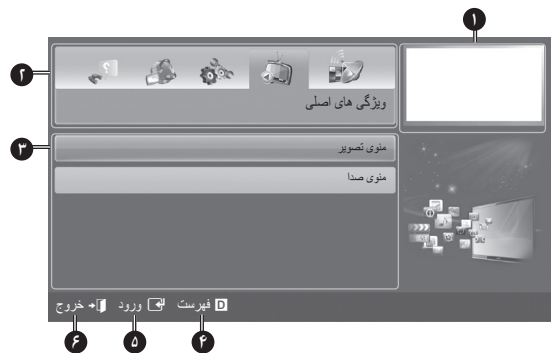 ۱
۲
ویژگی های اصلی
۳
منوی تصویر
منوی صدا
D فهرست ورود خروج
۴ ۵ ۶